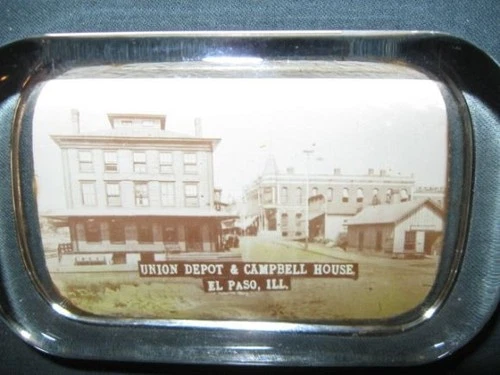 UNION DEPOT & CAMPBELL HOUSE.
EL PASO, ILL.